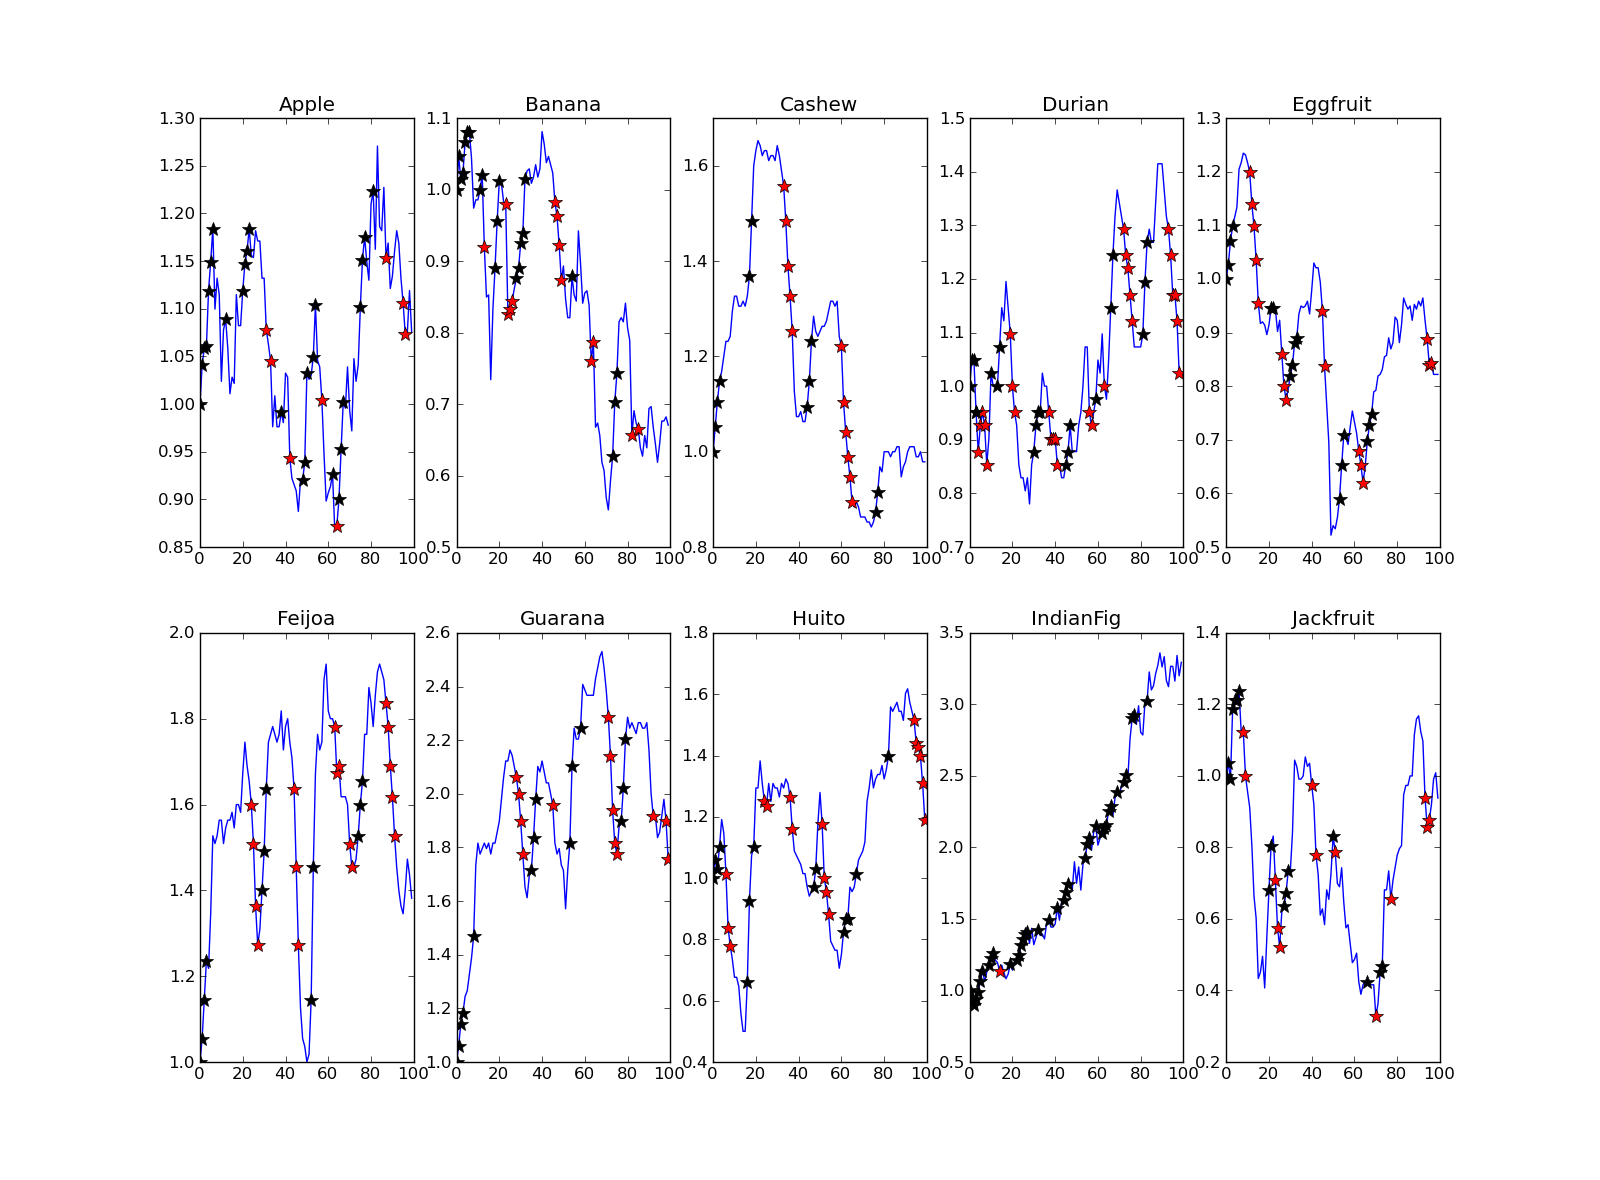 Apple Banana Cashew Durian Eggfruit
1.30 1.1 1.6 1.5 1.3
1.25 1.0 1.4 1.4 1.2
1.20 0.9 1.2 1.3 1.1
1.15 0.8 1.0 1.2 1.0
1.10 0.7 0.8 1.1 0.9
1.05 0.6 1.0 0.8
1.00 0.5 0.9 0.7
0.95 0.8 0.6
0.90 0.7 0.5
0.85
0 20 40 60 80 100 0 20 40 60 80 100 0 20 40 60 80 100 0 20 40 60 80 100 0 20 40 60 80 100
Feijoa Guarana Huito IndianFig Jackfruit
2.0 2.6 1.8 3.5 1.4
1.8 2.4 1.6 3.0 1.2
1.6 2.2 1.4 2.5 1.0
1.4 2.0 1.2 2.0 0.8
1.2 1.8 1.0 1.5 0.6
1.0 1.6 0.8 1.0 0.4
1.4 0.6 0.5 0.2
1.2 0.4
1.0
0 20 40 60 80 100 0 20 40 60 80 100 0 20 40 60 80 100 0 20 40 60 80 100 0 20 40 60 80 100